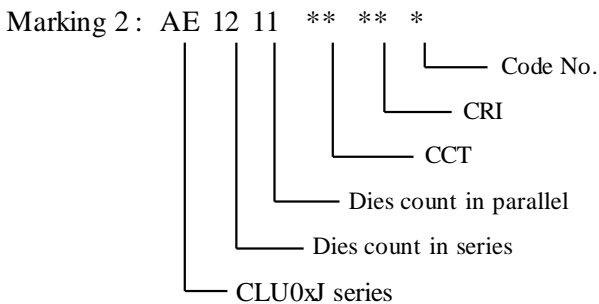 Marking 2 : AE 12 11 ** ** *
Code No.
CRI
CCT
Dies count in parallel
Dies count in series
CLU0xJ series